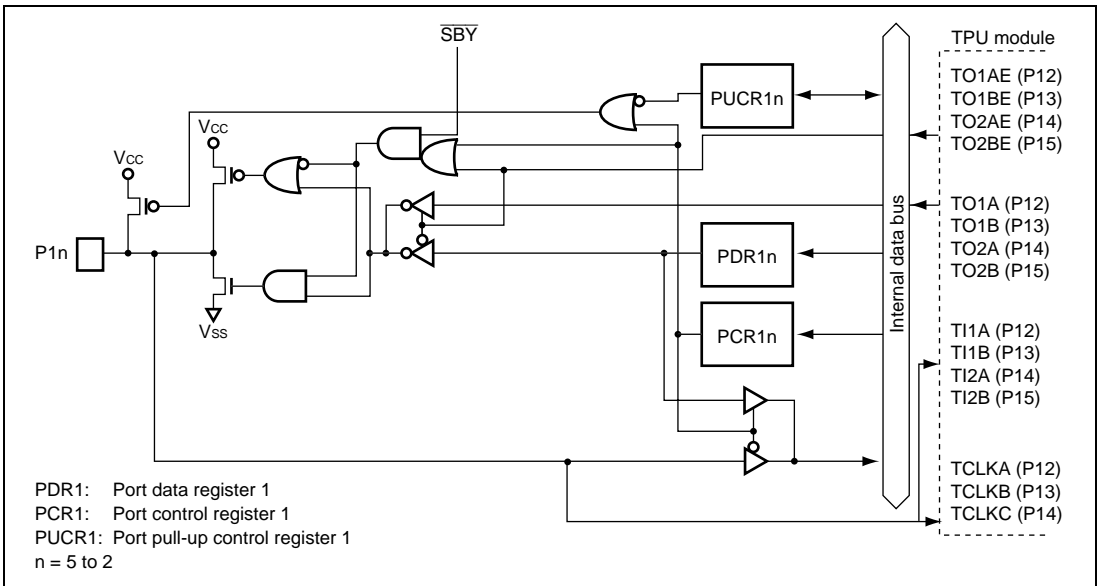 SBY
TPU module
TO1AE (P12)
TO1BE (P13)
TO2AE (P14)
TO2BE (P15)
PUCR1n
VCC
VCC
TO1A (P12)
TO1B (P13)
TO2A (P14)
TO2B (P15)
P1n
PDR1n
Internal data bus
VSS
PCR1n
TI1A (P12)
TI1B (P13)
TI2A (P14)
TI2B (P15)
TCLKA (P12)
TCLKB (P13)
TCLKC (P14)
PDR1: Port data register 1
PCR1: Port control register 1
PUCR1: Port pull-up control register 1
n = 5 to 2